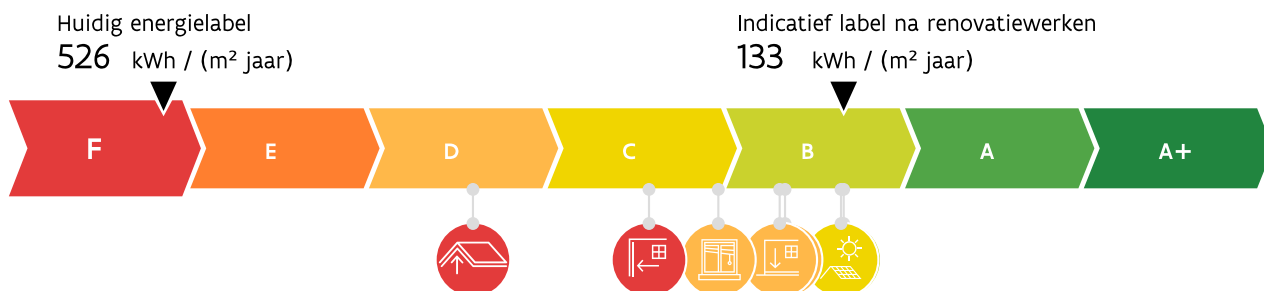 Huidig energielabel
526 kWh / (m² jaar)
Indicatief label na renovatiewerken
133 kWh / (m² jaar)
F E D C B A A+